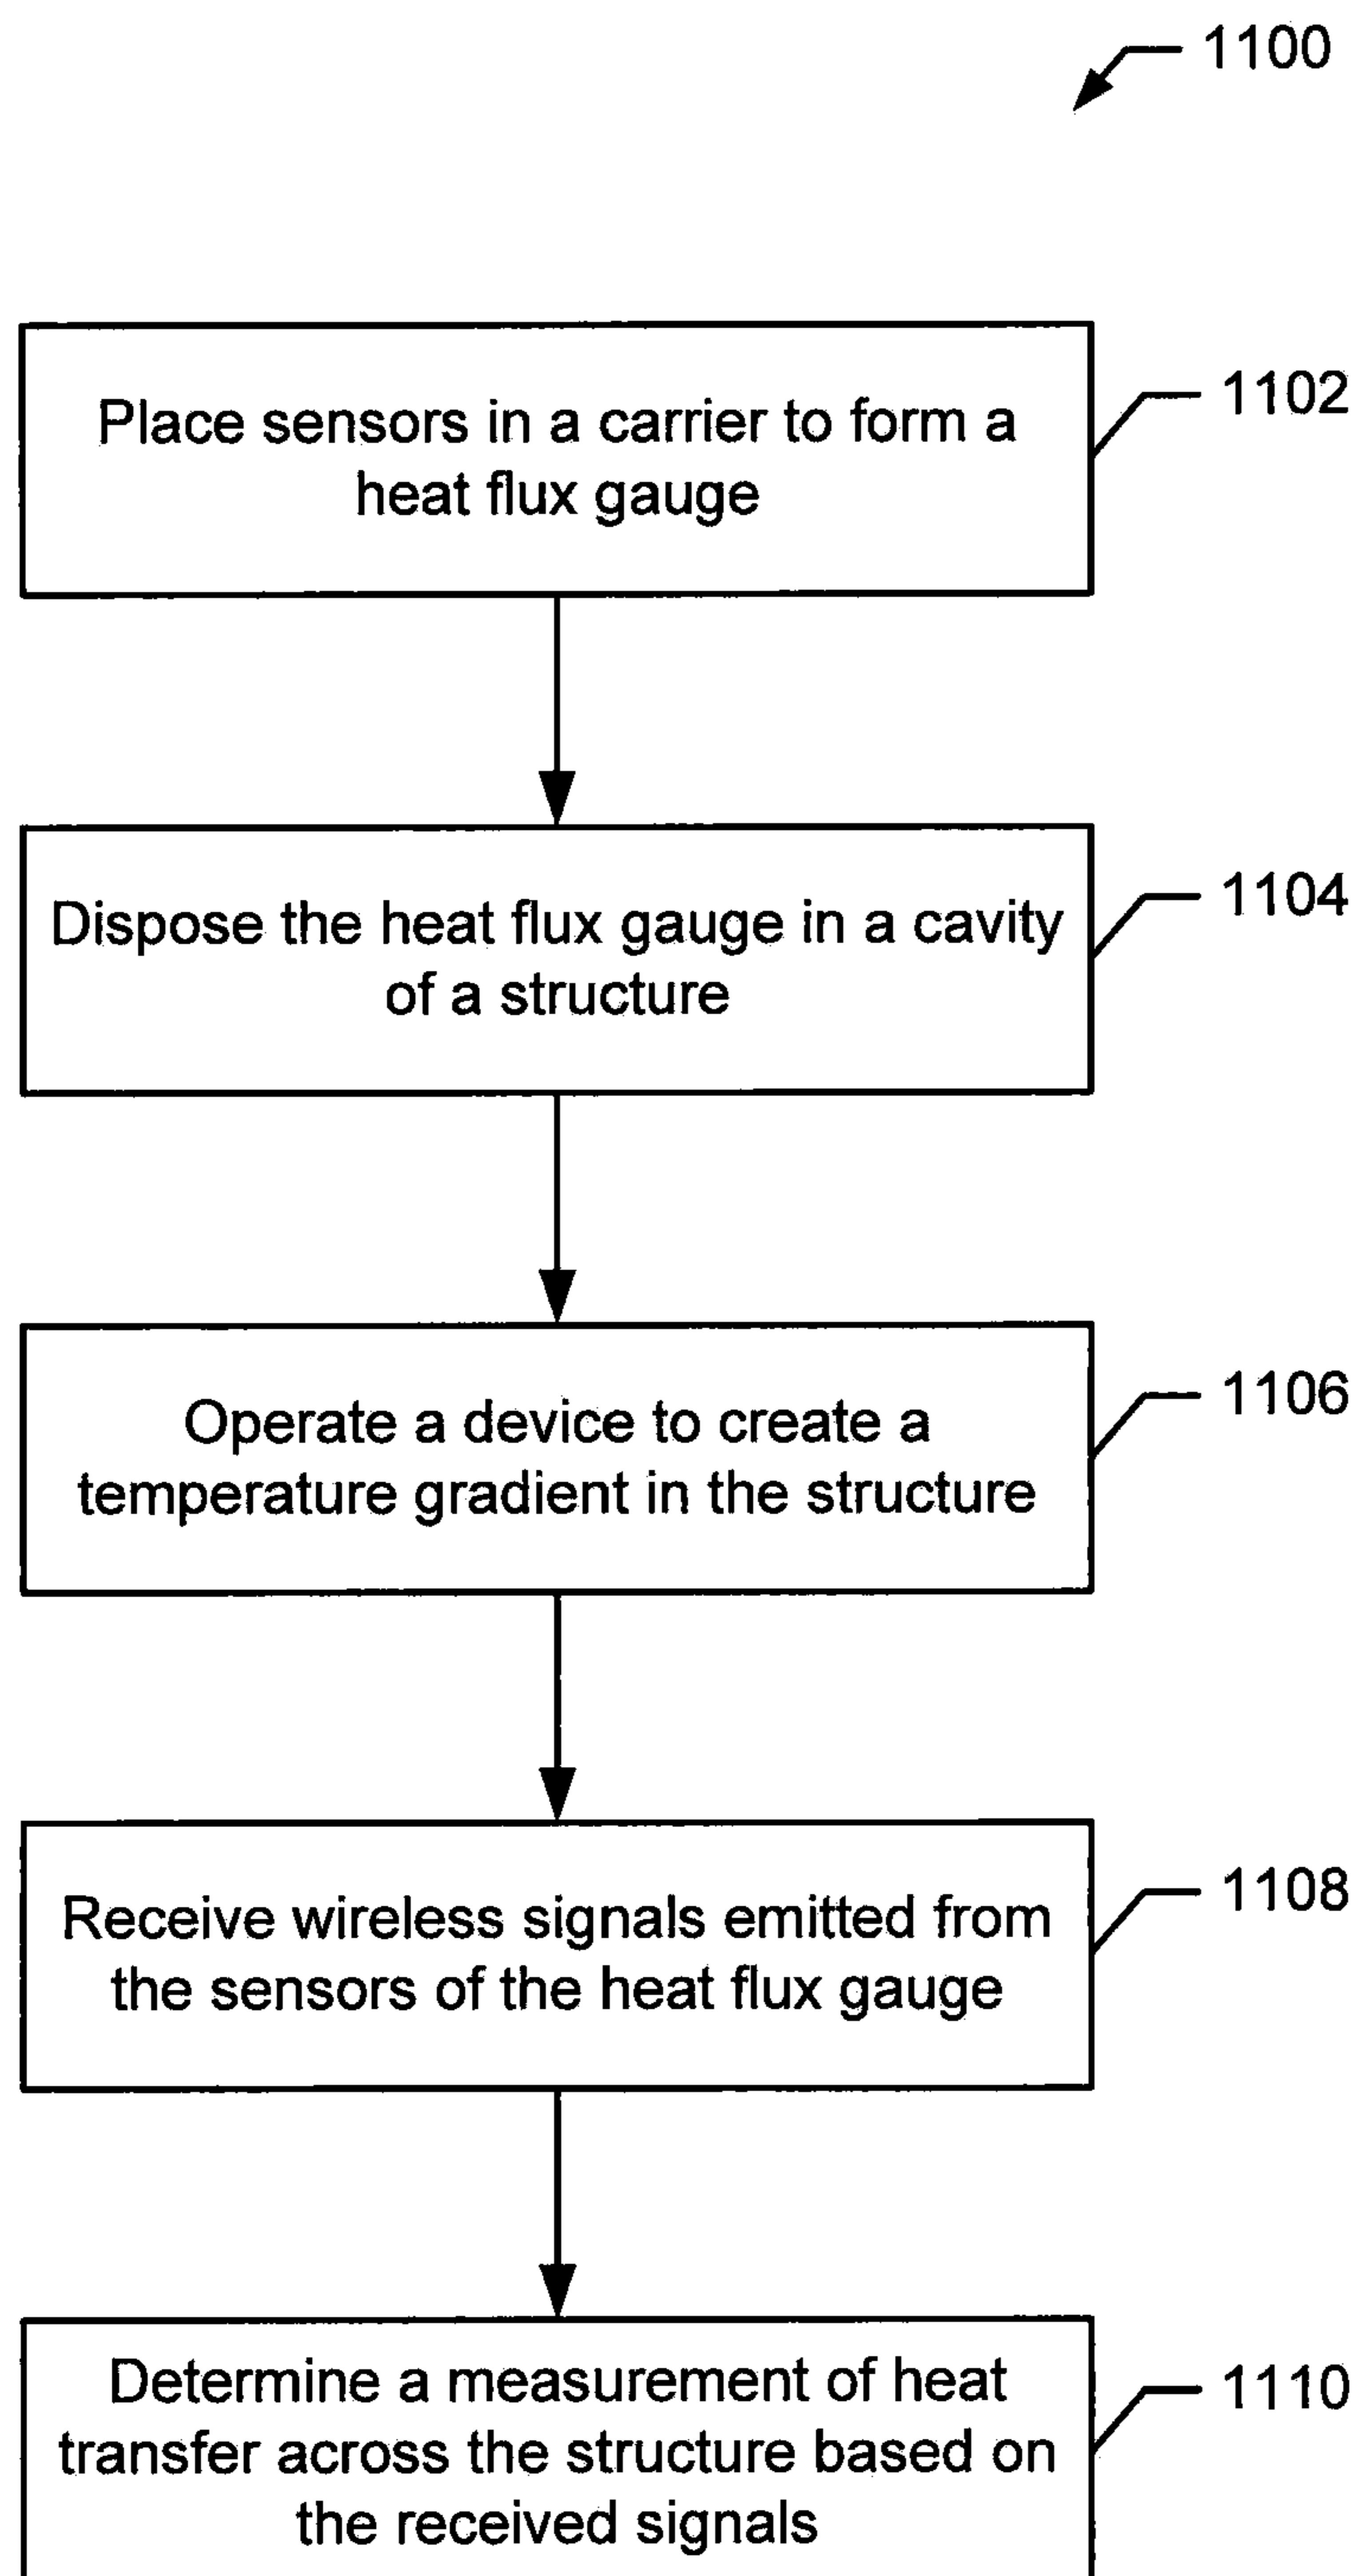 1100
Place sensors in a carrier to form a
heat flux gauge
1102
Dispose the heat flux gauge in a cavity
of a structure
1104
Operate a device to create a
temperature gradient in the structure
1106
Receive wireless signals emitted from
the sensors of the heat flux gauge
1108
Determine a measurement of heat
transfer across the structure based on
the received signals
1110